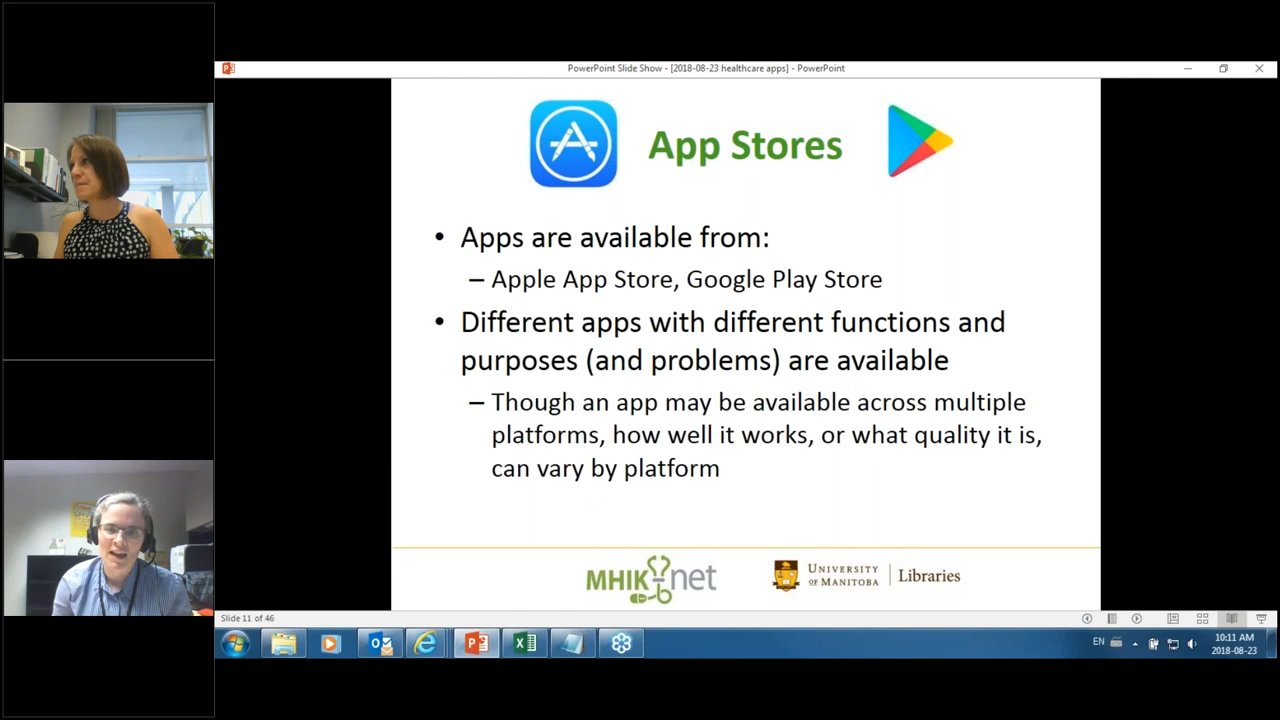 PowerPoint Slide Show - [2018-08-23 healthcare apps] - PowerPoint
App Stores
• Apps are available from:
– Apple App Store, Google Play Store
• Different apps with different functions and
purposes (and problems) are available
– Though an app may be available across multiple
platforms, how well it works, or what quality it is,
can vary by platform
MHIKnet
UNIVERSITY
OF MANITOBA
Libraries
Slide 11 of 46
EN
10:11 AM
2018-08-23